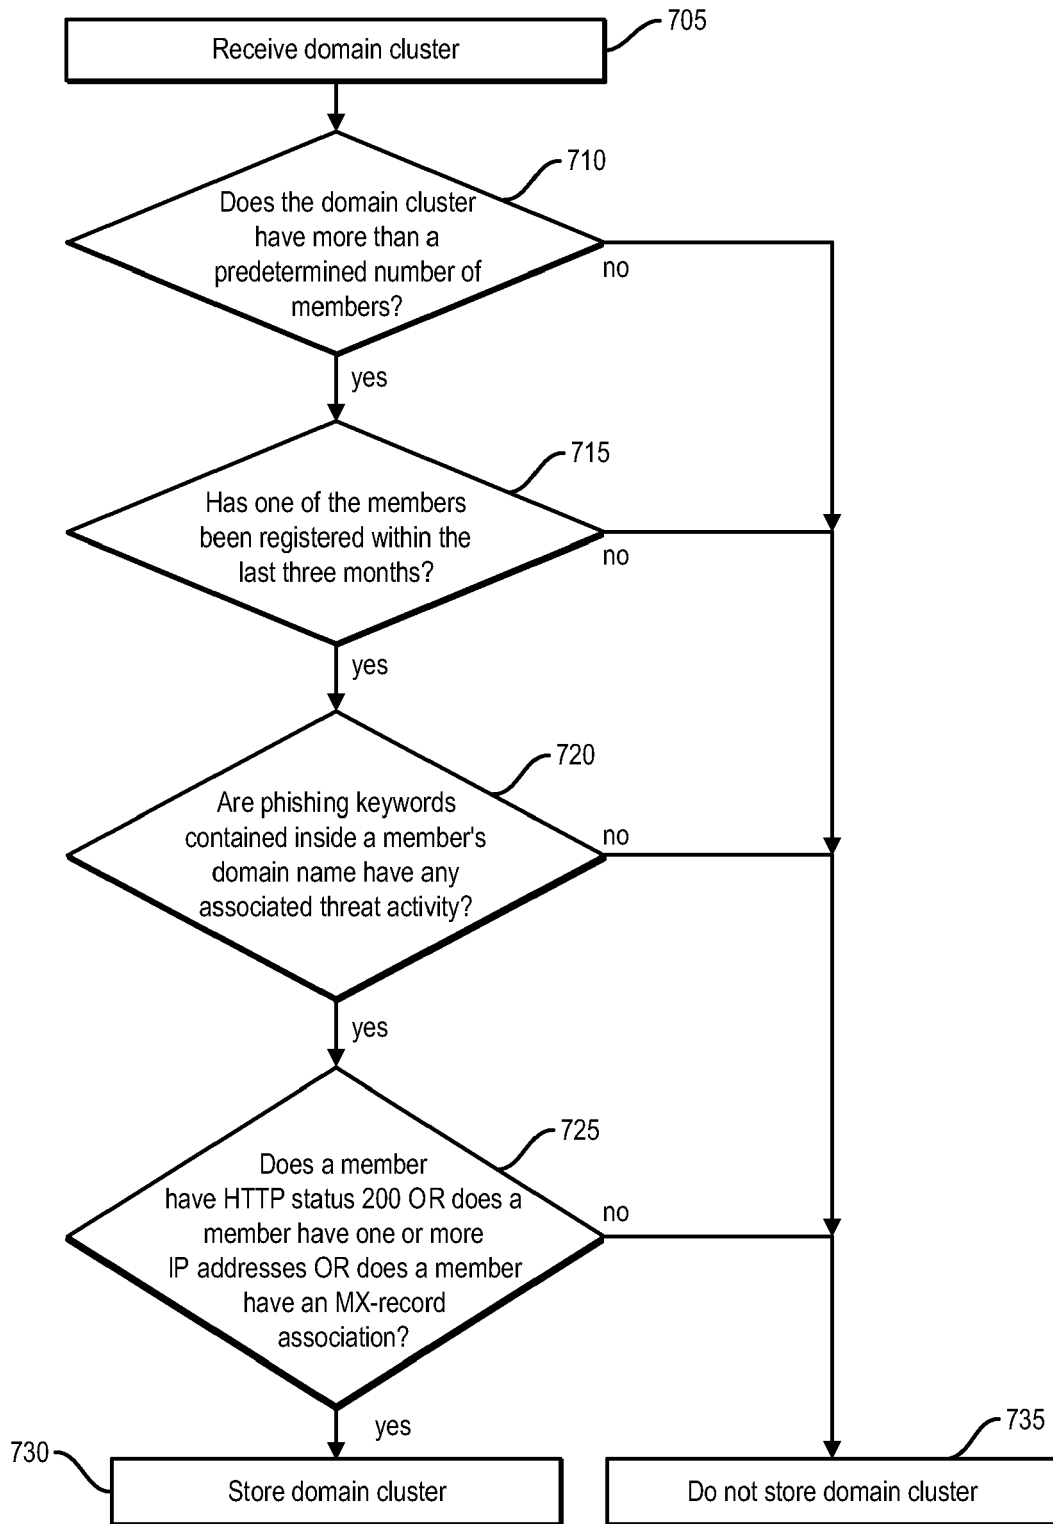 Receive domain cluster
705
710
Does the domain cluster
have more than a
predetermined number of
members?
no
yes
715
Has one of the members
been registered within the
last three months?
no
yes
720
Are phishing keywords
contained inside a member's
domain name have any
associated threat activity?
no
yes
725
Does a member
have HTTP status 200 OR does a
member have one or more
IP addresses OR does a member
have an MX-record
association?
no
yes
730
Store domain cluster
735
Do not store domain cluster